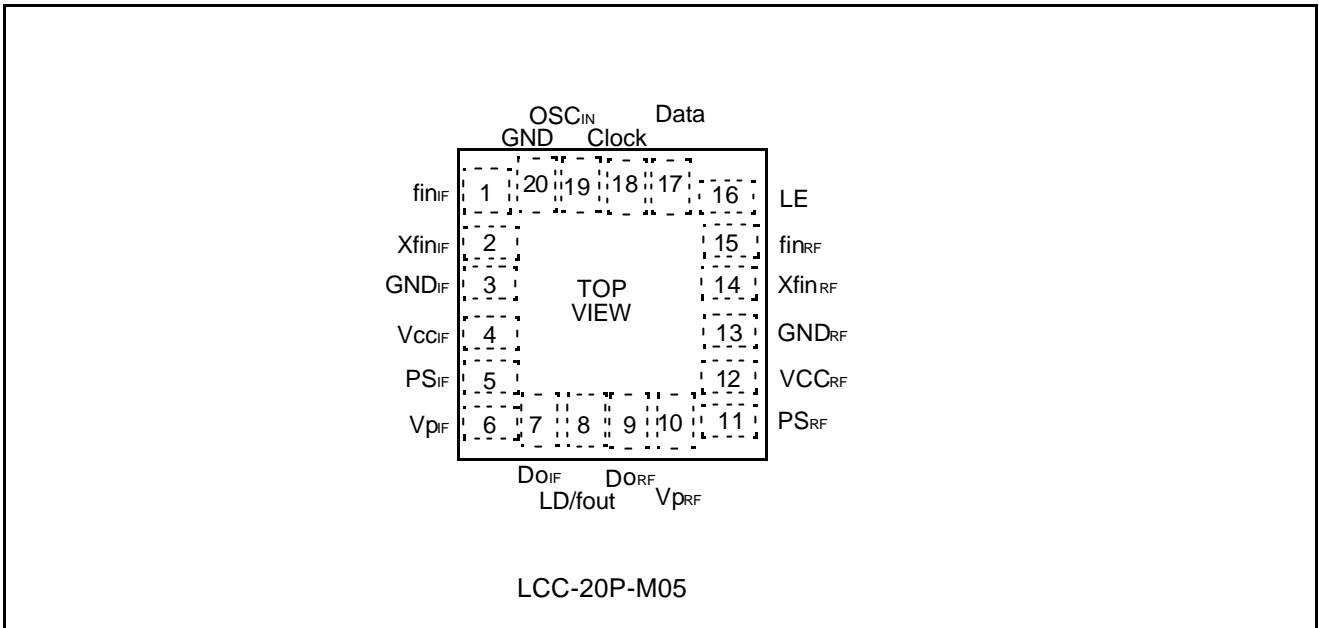 OSCIN Data
GND Clock
20 19 18 17
finIF 1 16 LE
XfinIF 2 15 finRF
GNDIF 3 TOP VIEW 14 XfinRF
VccIF 4 13 GNDRF
PSIF 5 12 VCCRF
VpIF 6 7 8 9 10 11 PSRF
DoIF DoRF
LD/fout VpRF
LCC-20P-M05